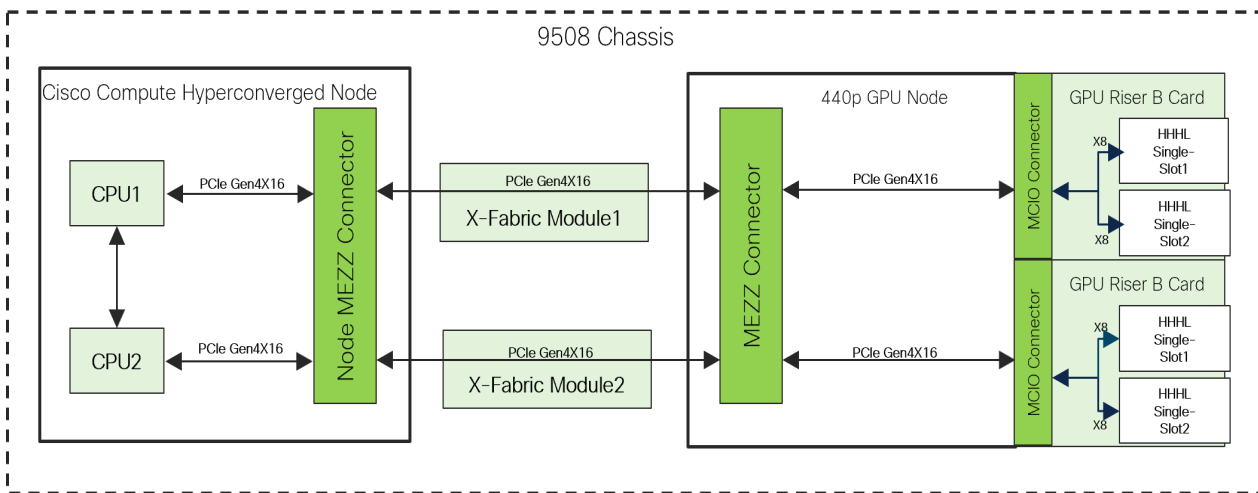 9508 Chassis
Cisco Compute Hyperconverged Node
CPU1
PCIe Gen4X16
CPU2
PCIe Gen4X16
Node MEZZ Connector
PCIe Gen4X16
X-Fabric Module1
PCIe Gen4X16
X-Fabric Module2
440p GPU Node
MEZZ Connector
PCIe Gen4X16
PCIe Gen4X16
MCIO Connector
GPU Riser B Card
X8
HHHL
Single-
Slot1
X8
HHHL
Single-
Slot2
MCIO Connector
GPU Riser B Card
X8
HHHL
Single-
Slot1
X8
HHHL
Single-
Slot2